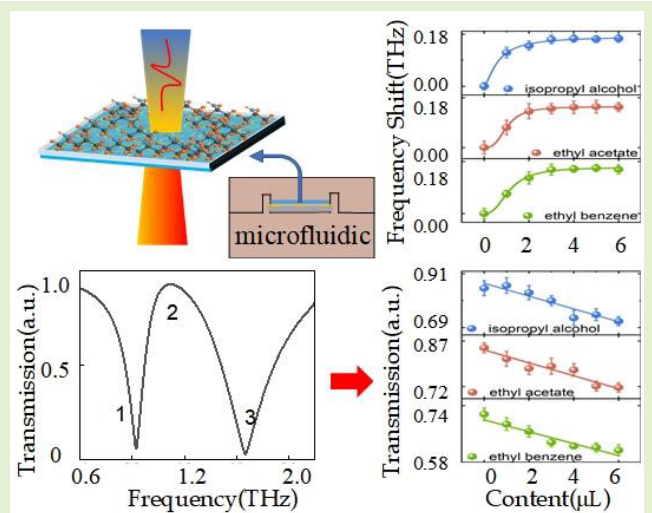 microfluidic
Frequency Shift(THz)
0.18
0.00
isopropyl alcohol
0.18
0.00
ethyl acetate
0.18
0.00
ethyl benzene
0 2 4 6
Transmission(a.u.)
1.0
0.5
0
1
2
3
0.6 1.2 2.0
Frequency(THz)
Transmission(a.u.)
0.91
0.69
isopropyl alcohol
0.87
0.72
ethyl acetate
0.74
0.58
ethyl benzene
0 2 4 6
Content(μL)